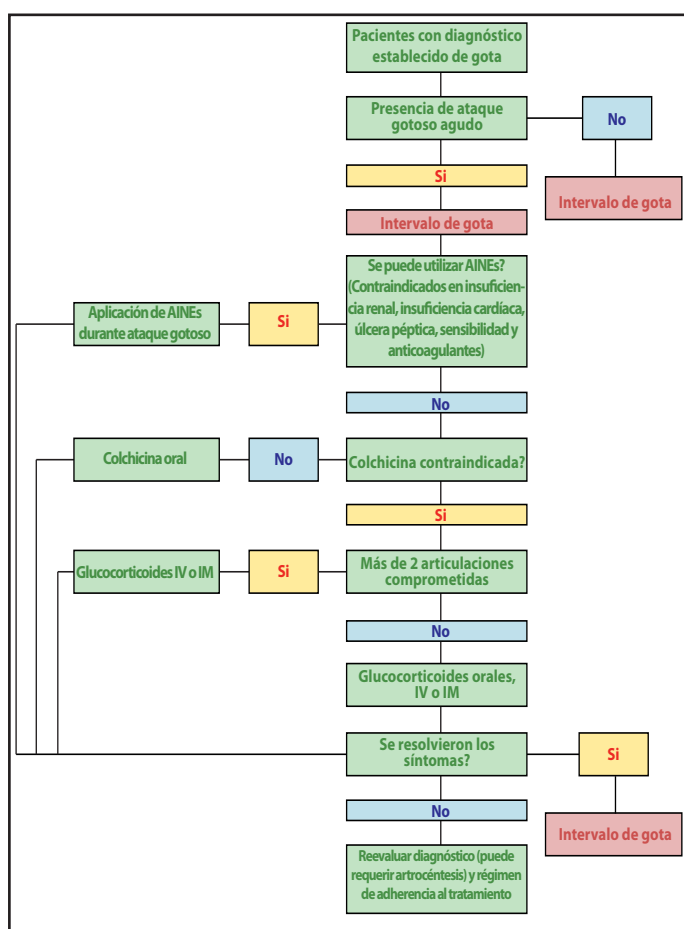 Pacientes con diagnóstico
establecido de gota
Presencia de ataque
gotoso agudo
No
Si
Intervalo de gota
Intervalo de gota
Se puede utilizar AINEs?
(Contraindicados en insuficien-
cia renal, insuficiencia cardíaca,
úlcera péptica, sensibilidad y
anticoagulantes)
Si
Aplicación de AINEs
durante ataque gotoso
No
Colchicina contraindicada?
No
Colchicina oral
Si
Más de 2 articulaciones
comprometidas
Si
Glucocorticoides IV o IM
No
Glucocorticoides orales,
IV o IM
Se resolvieron los
síntomas?
Si
Intervalo de gota
No
Reevaluar diagnóstico (puede
requerir artrocéntesis) y régimen
de adherencia al tratamiento